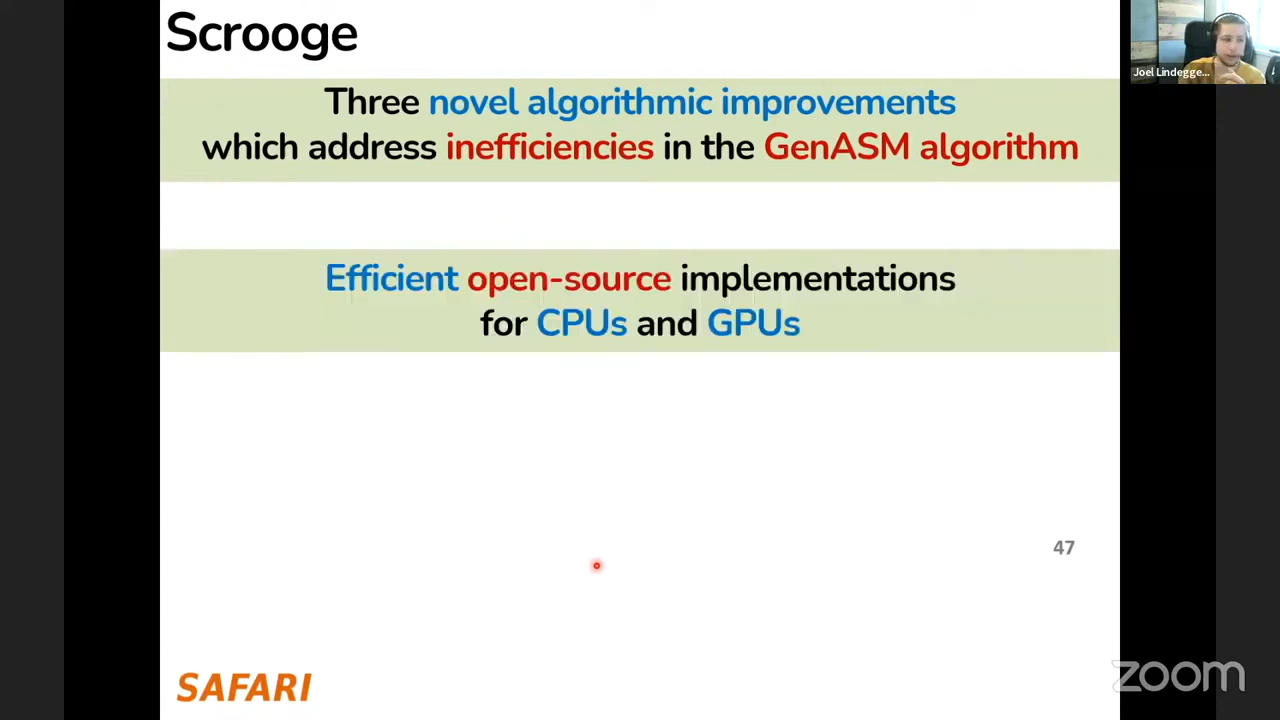 Scrooge
Three novel algorithmic improvements
which address inefficiencies in the GenASM algorithm
Efficient open-source implementations
for CPUs and GPUs
47
SAFARI
Joel Lindegge...
zoom